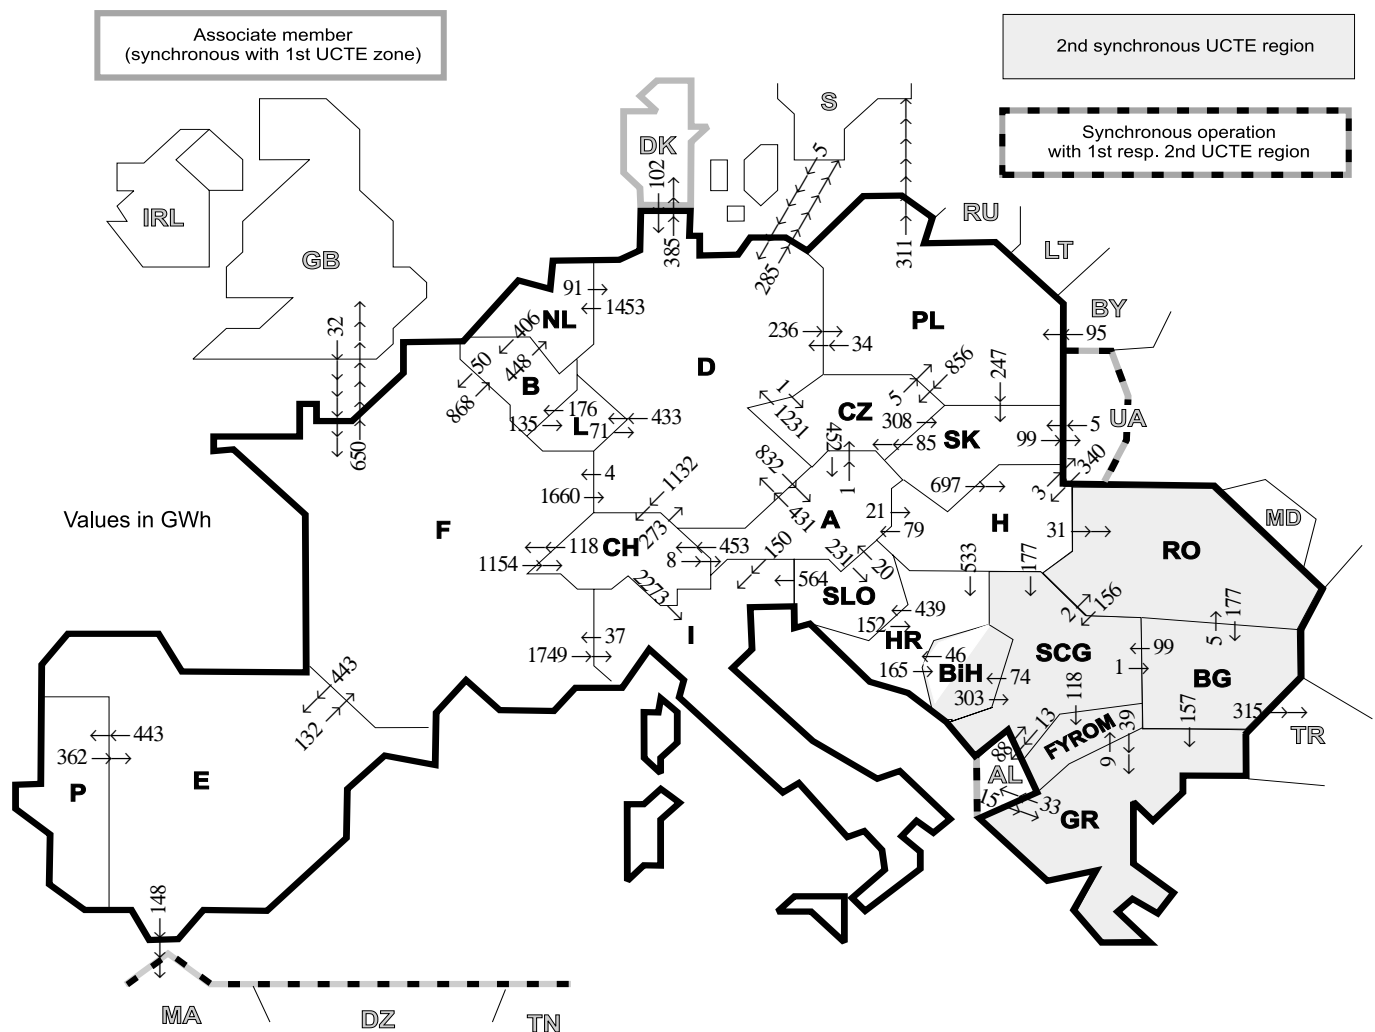 Associate member
(synchronous with 1st UCTE zone)
2nd synchronous UCTE region
Synchronous operation
with 1st resp. 2nd UCTE region
S
DK
102
385
5
285
311
RU
LT
BY
IRL
GB
32
650
91
1453
NL
406
448
50
868
B
D
PL
236
34
95
856
5
247
1
1231
CZ
308
85
SK
UA
5
99
340
3
176
135
L
71
433
452
1
4
1660
1132
273
832
431
A
21
79
697
H
31
RO
MD
Values in GWh
F
118
1154
CH
453
8
150
231
20
564
SLO
533
177
2273
37
1749
I
439
152
HR
2
156
177
5
99
1
SCG
BG
46
165
BiH
74
303
118
157
315
TR
443
132
443
362
P
E
13
88
FYROM
39
9
AL
15
33
GR
148
MA
DZ
TN